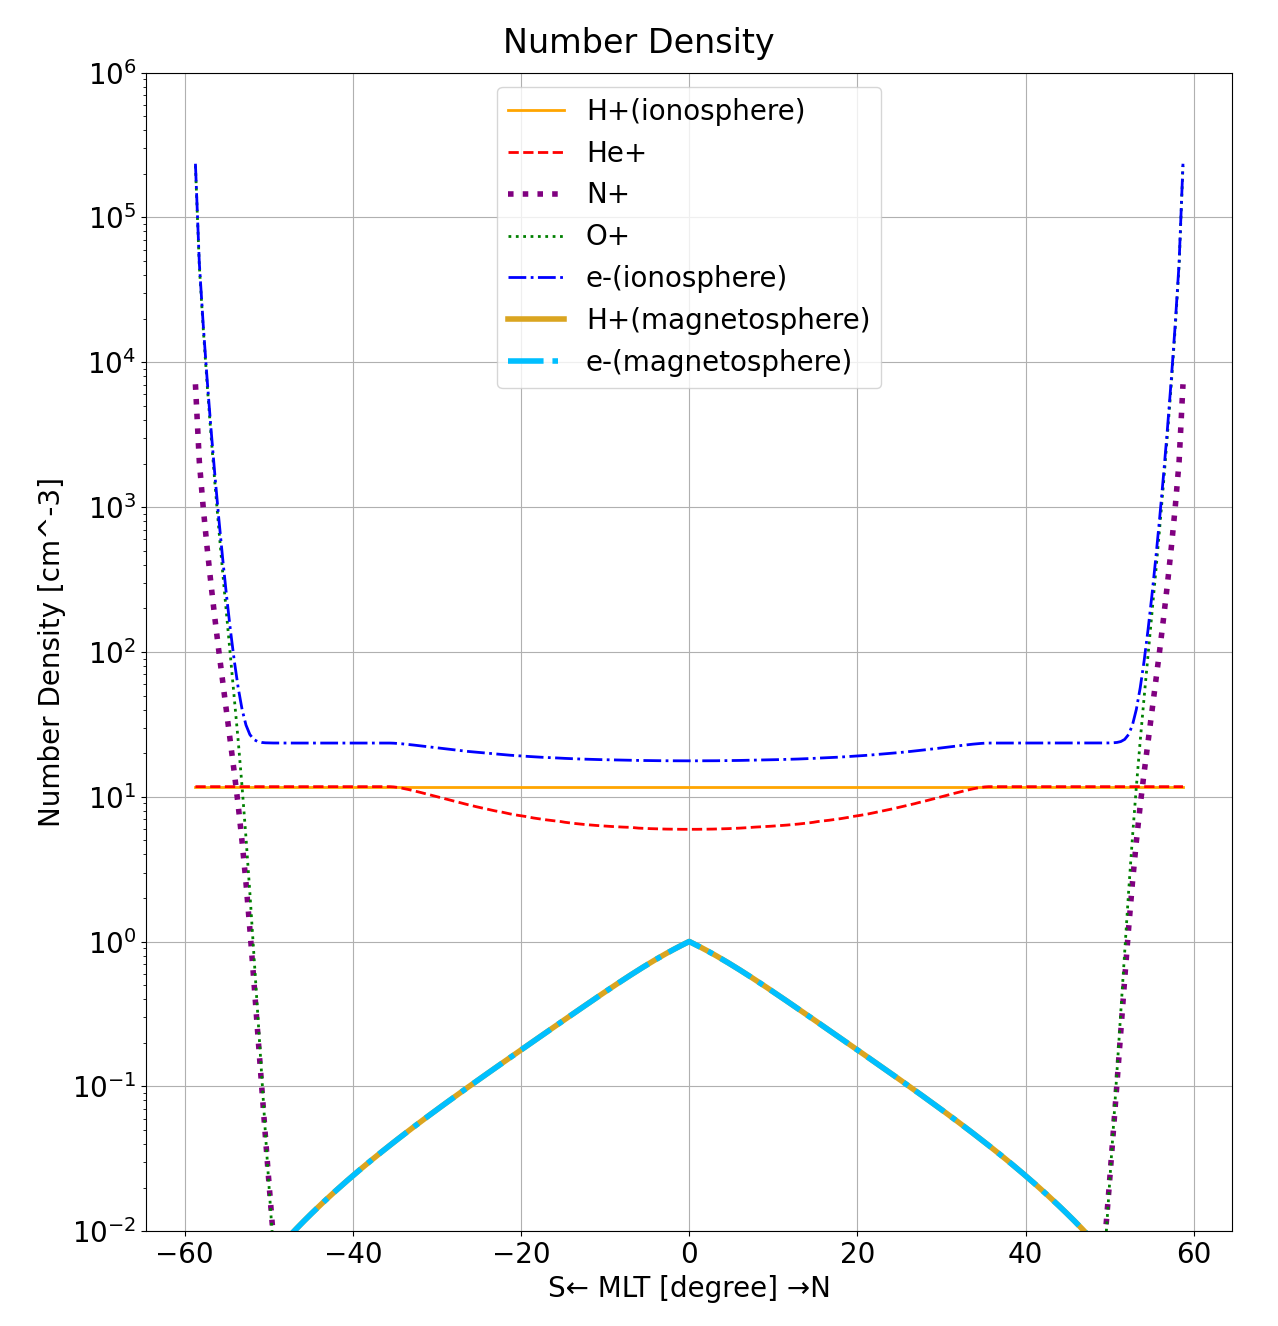 Number Density
10^6
10^5
10^4
10^3
10^2
10^1
10^0
10^−1
10^−2
Number Density [cm^-3]
H+(ionosphere)
He+
N+
O+
e-(ionosphere)
H+(magnetosphere)
e-(magnetosphere)
−60 −40 −20 0 20 40 60
S← MLT [degree] →N